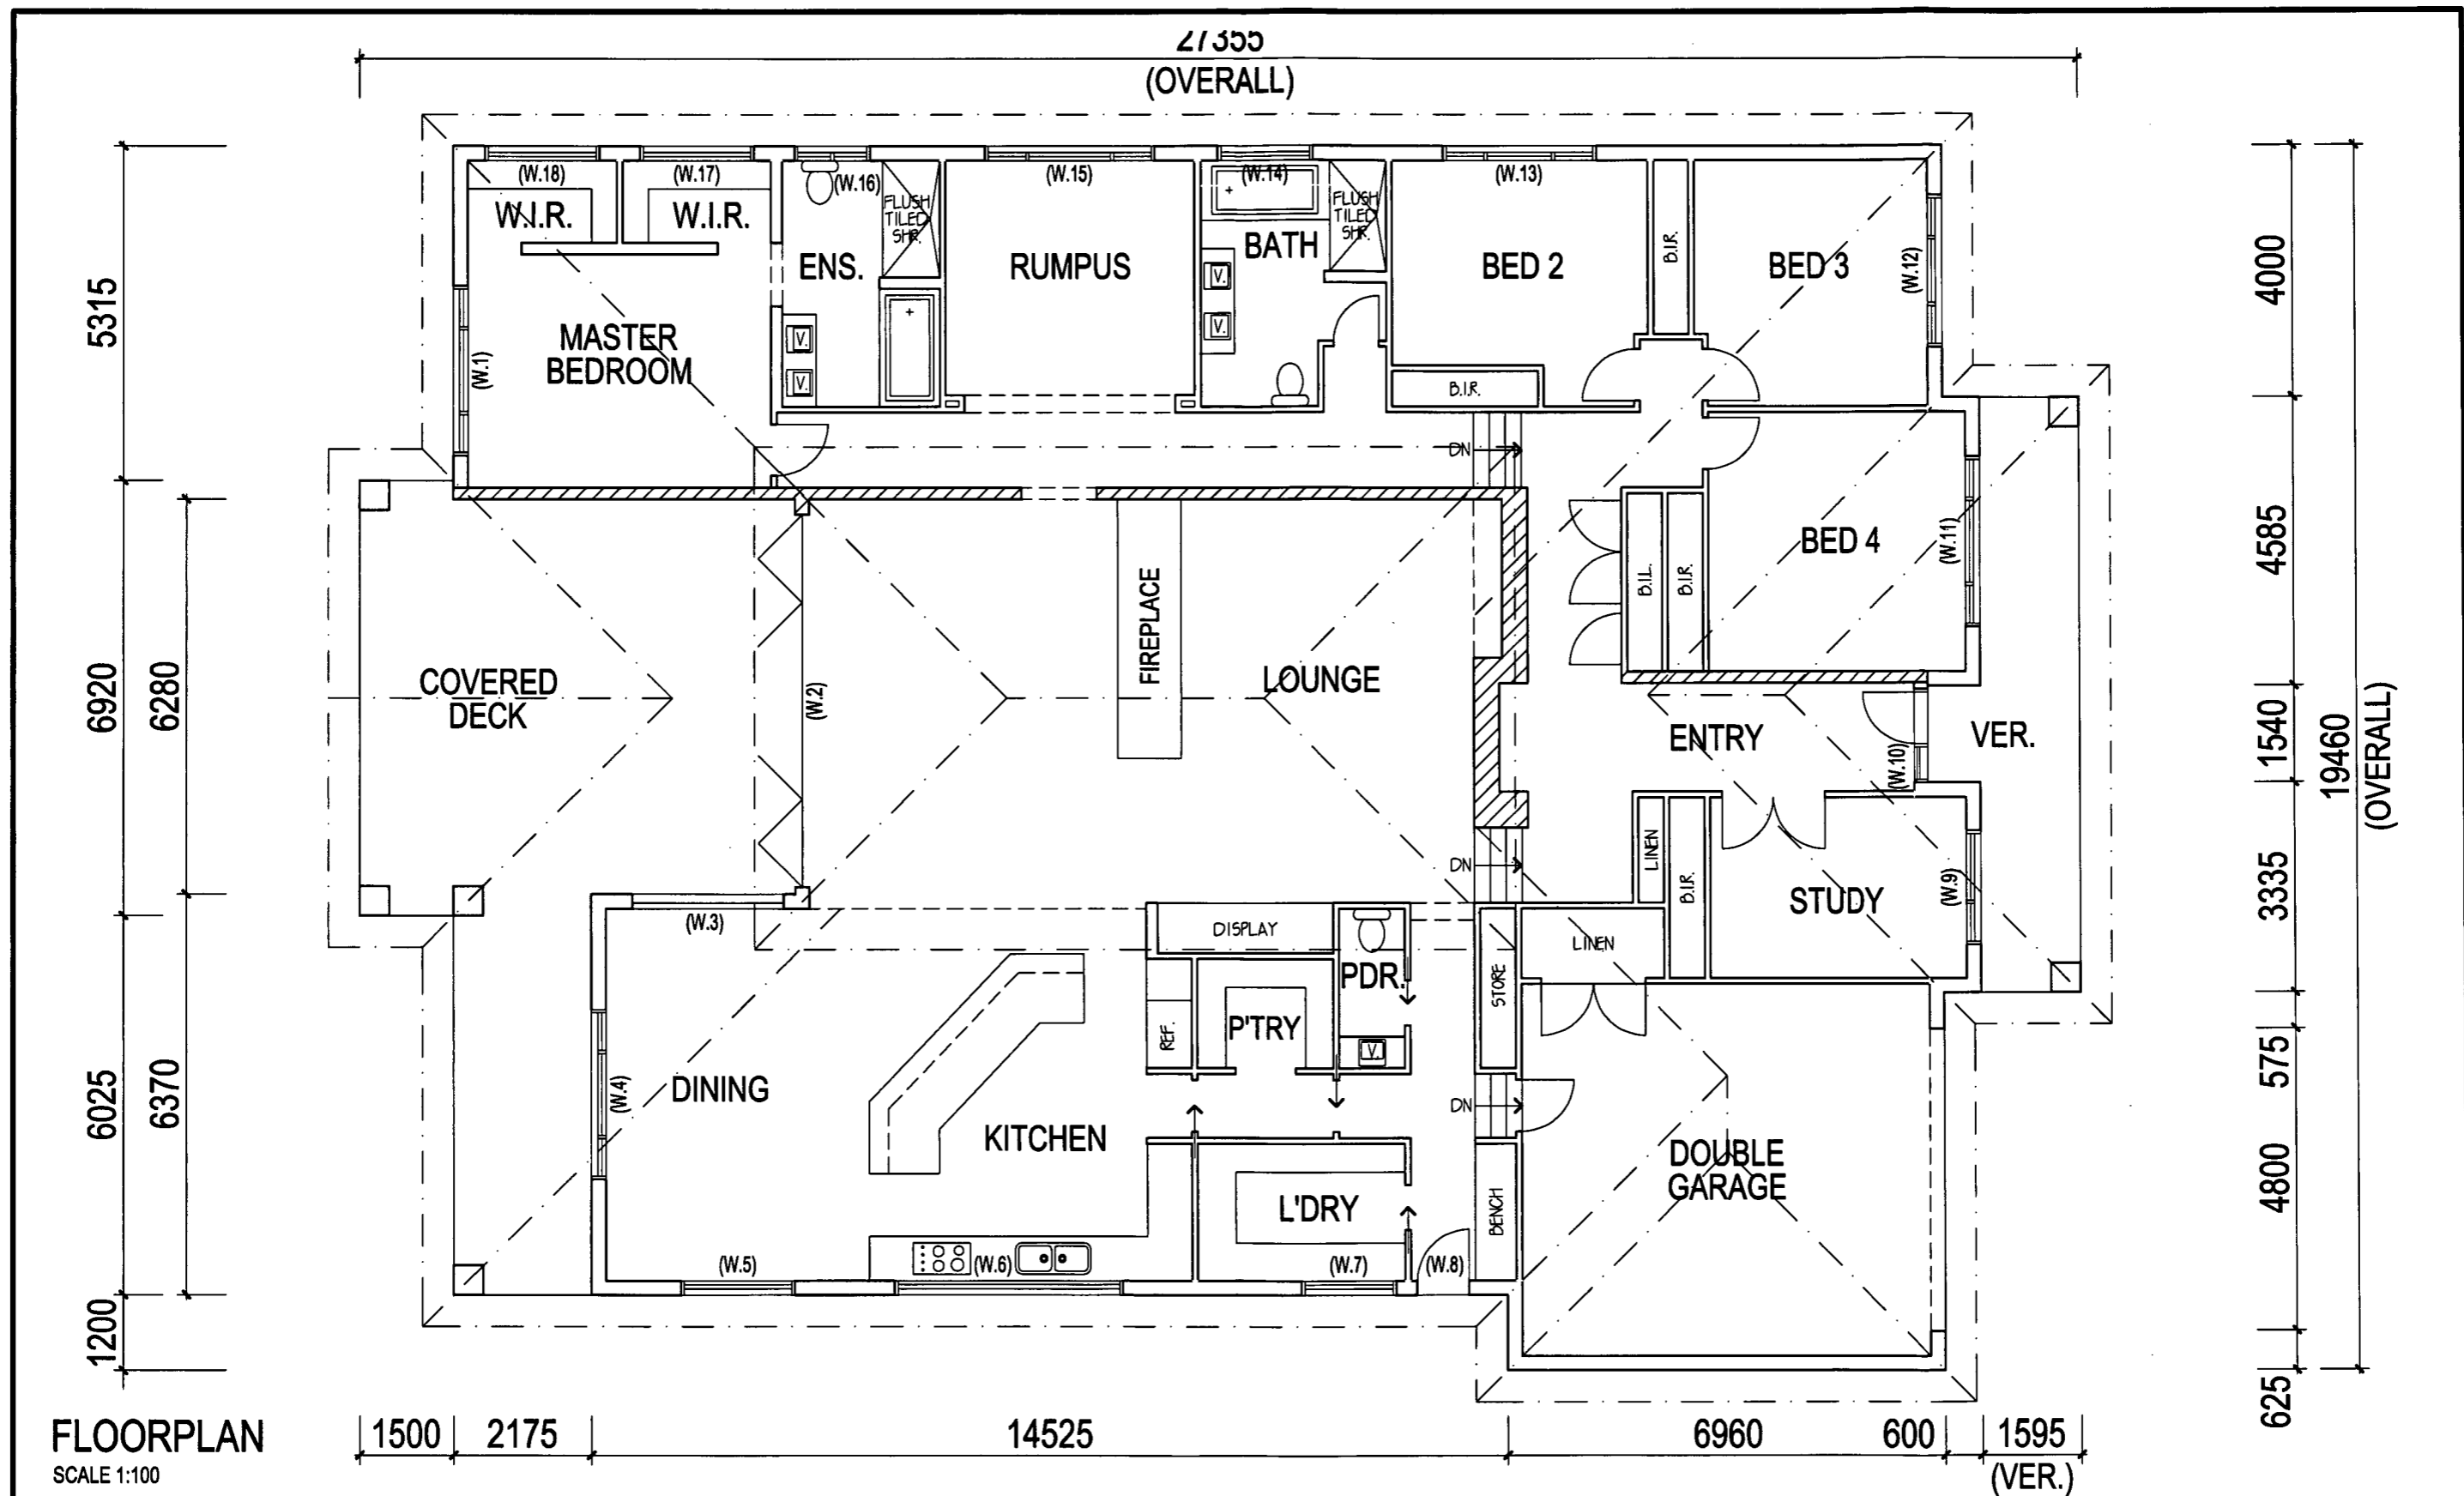 27355
(OVERALL)
(W.18)
(W.17)
(W.16)
(W.15)
(W.14)
(W.13)
W.I.R.
W.I.R.
FLUSH
TILED
SHR.
FLUSH
TILED
SHR.
ENS.
RUMPUS
BATH
BED 2
B.I.R.
BED 3
(W.12)
4000
5315
MASTER
BEDROOM
(W.1)
V.
V.
V.
V.
B.I.R.
DN
COVERED
DECK
(W.2)
FIREPLACE
LOUNGE
B.I.L.
B.I.R.
BED 4
(W.11)
4585
6920
6280
ENTRY
(W.10)
VER.
1540
19460
(OVERALL)
DN
LINEN
B.I.R.
STUDY
(W.9)
3335
(W.3)
DISPLAY
PDR.
STORE
LINEN
REF.
P'TRY
V.
575
6025
6370
(W.4)
DINING
KITCHEN
DN
DOUBLE
GARAGE
4800
L'DRY
BENCH
(W.5)
(W.6)
(W.7)
(W.8)
1200
625
FLOORPLAN
SCALE 1:100
1500
2175
14525
6960
600
1595
(VER.)